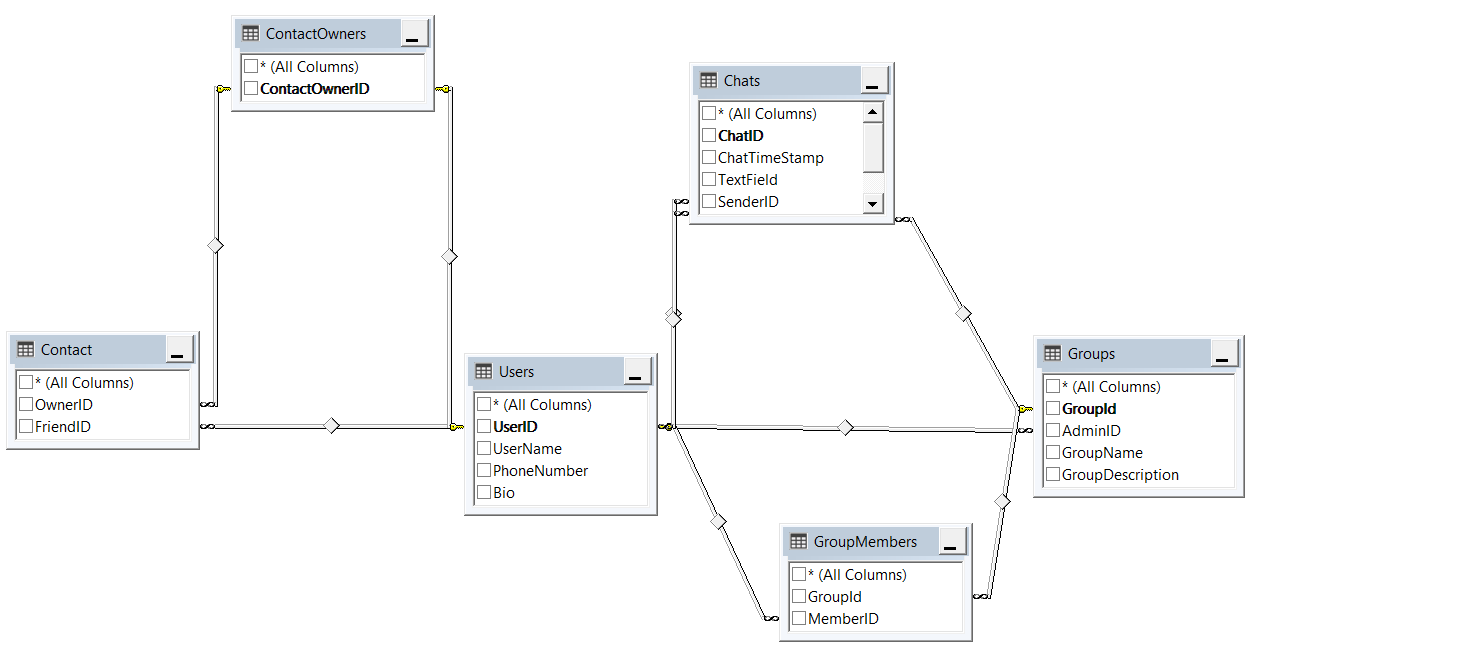 ContactOwners
* (All Columns)
ContactOwnerID
Chats
* (All Columns)
ChatID
ChatTimeStamp
TextField
SenderID
Contact
* (All Columns)
OwnerID
FriendID
Users
* (All Columns)
UserID
UserName
PhoneNumber
Bio
Groups
* (All Columns)
GroupId
AdminID
GroupName
GroupDescription
GroupMembers
* (All Columns)
GroupId
MemberID